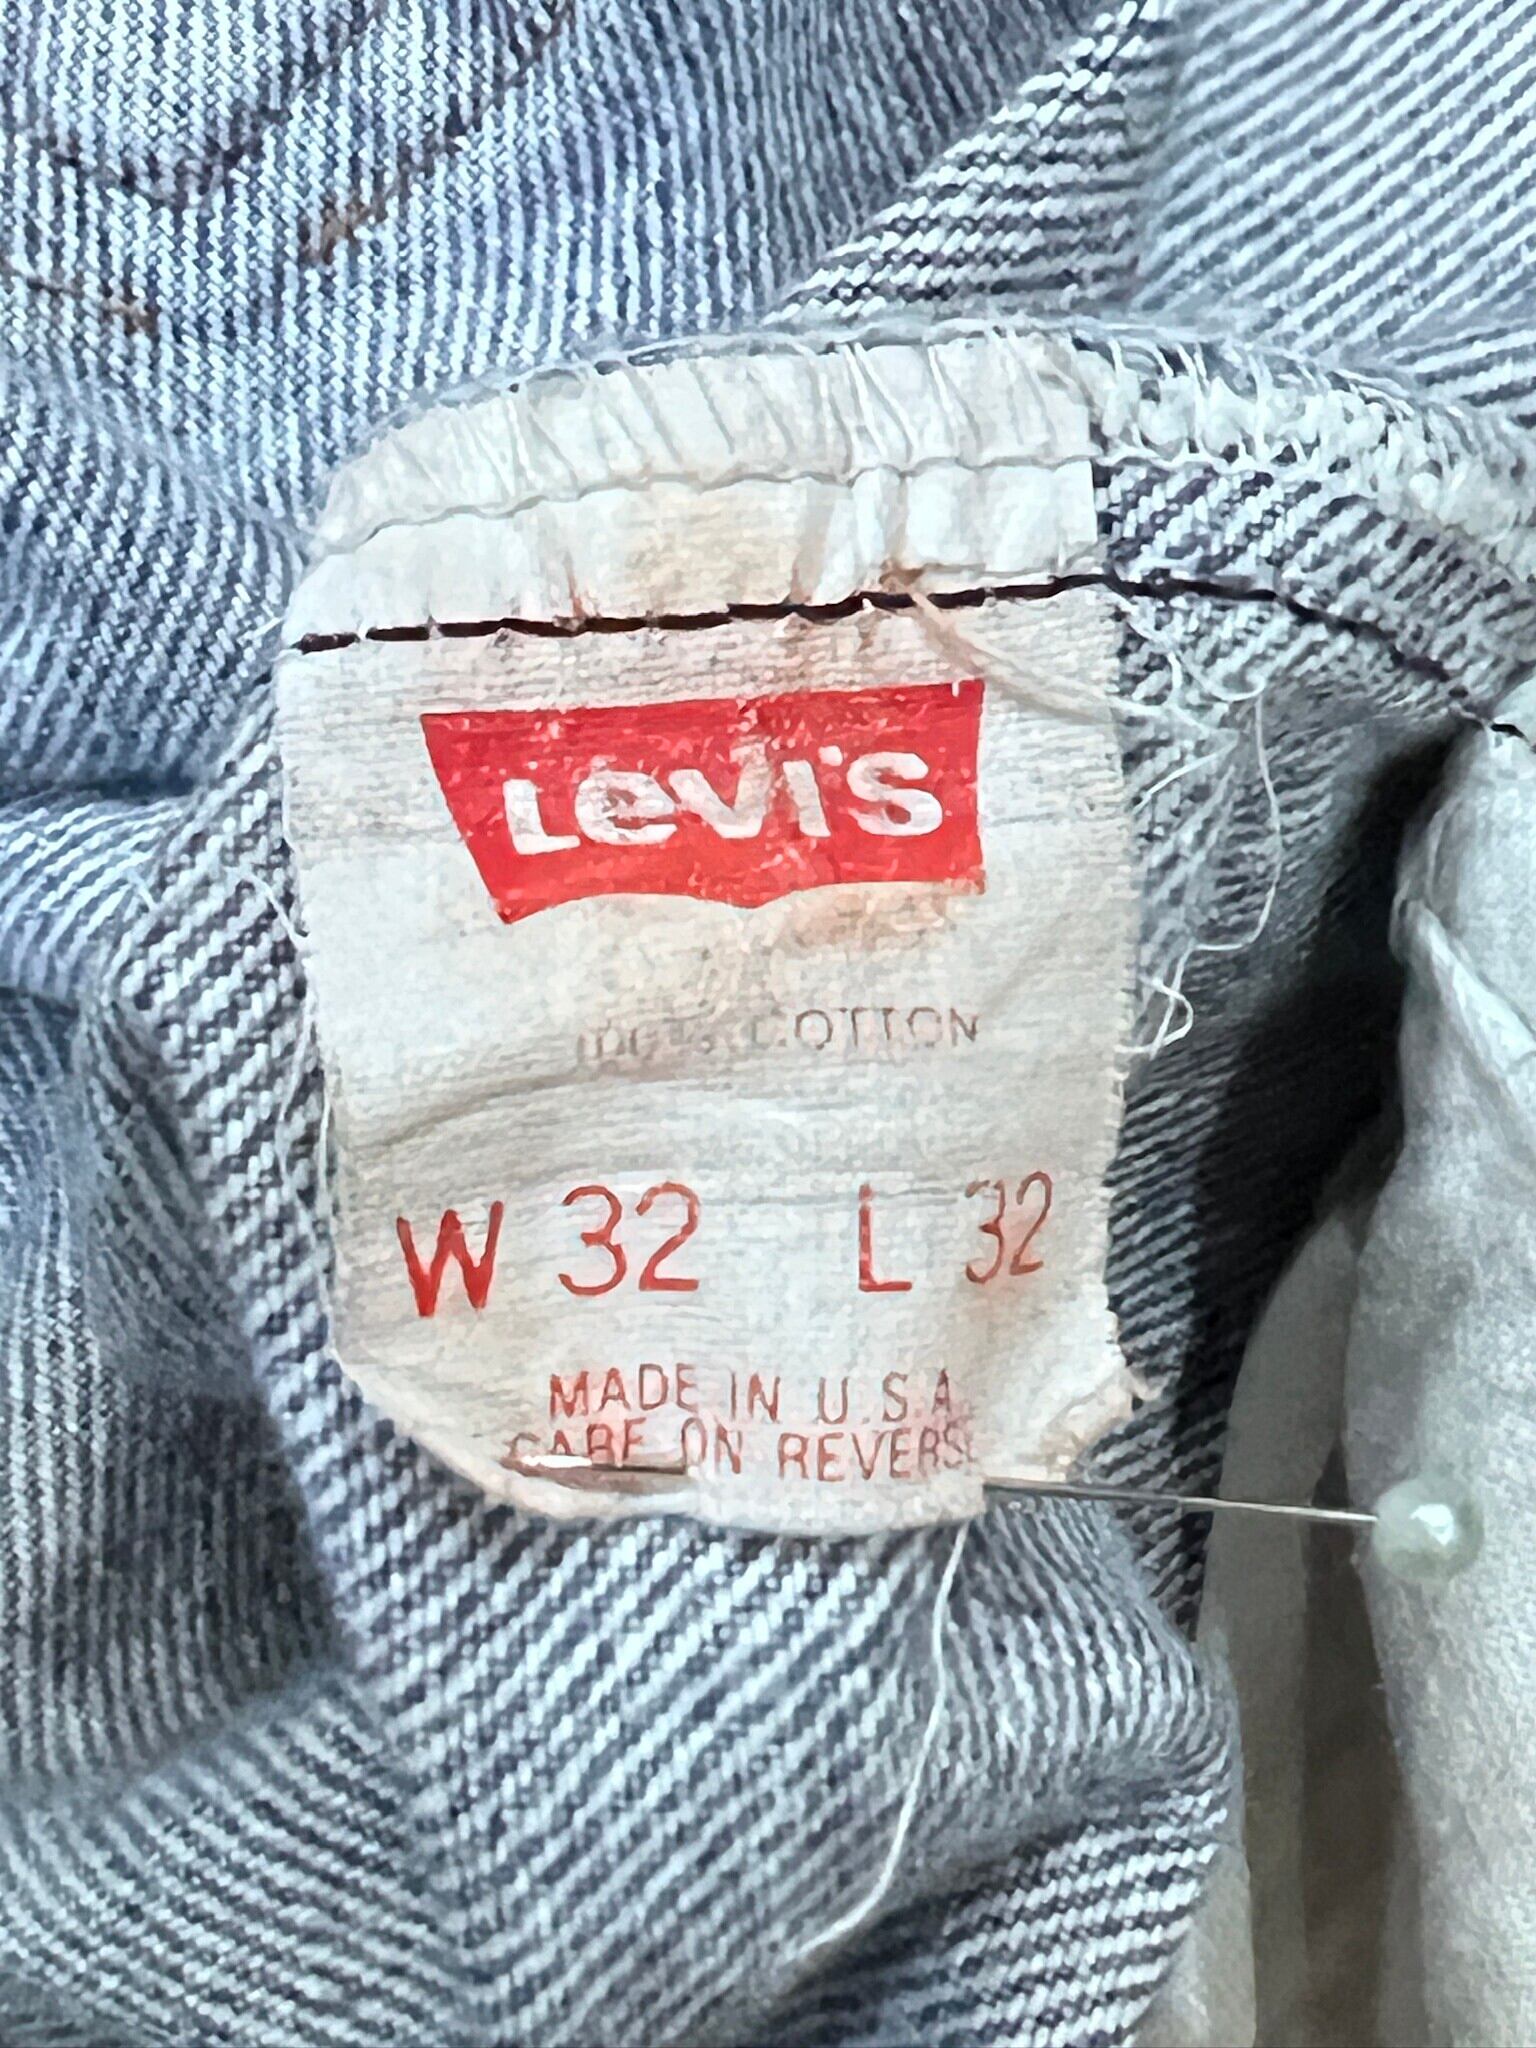 Levi's
100% COTTON
W 32 L 32
MADE IN U.S.A.
CARE ON REVERSE